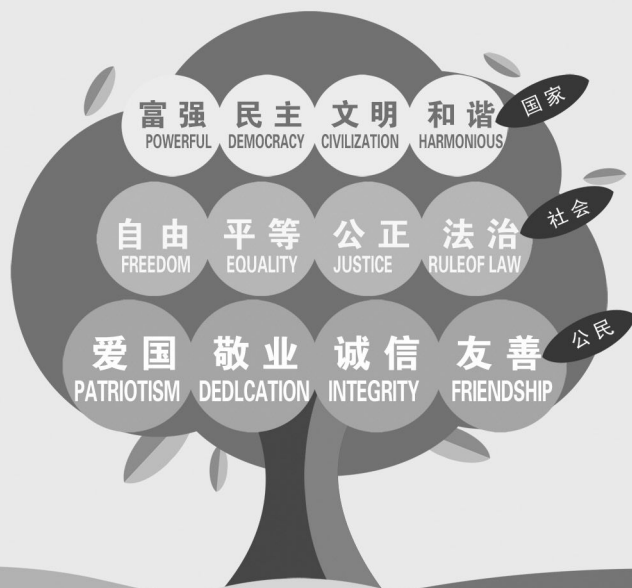 富强 民主 文明 和谐 国家
POWERFUL DEMOCRACY CIVILIZATION HARMONIOUS
自由 平等 公正 法治 社会
FREEDOM EQUALITY JUSTICE RULEOF LAW
爱国 敬业 诚信 友善 公民
PATRIOTISM DEDLCATION INTEGRITY FRIENDSHIP